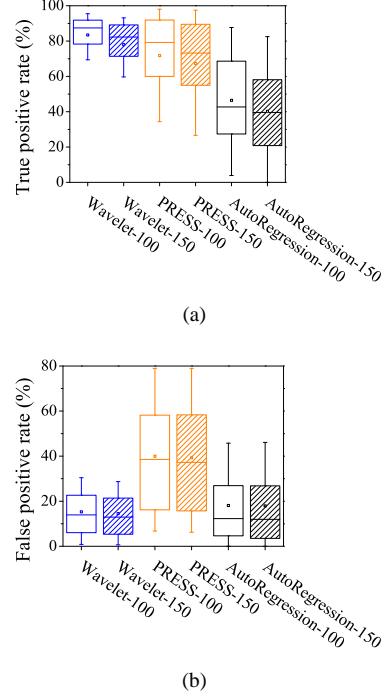 100
80
60
40
20
0
True positive rate (%)
Wavelet-100
Wavelet-150
PRESS-100
PRESS-150
AutoRegression-100
AutoRegression-150
(a)
80
60
40
20
0
False positive rate (%)
Wavelet-100
Wavelet-150
PRESS-100
PRESS-150
AutoRegression-100
AutoRegression-150
(b)